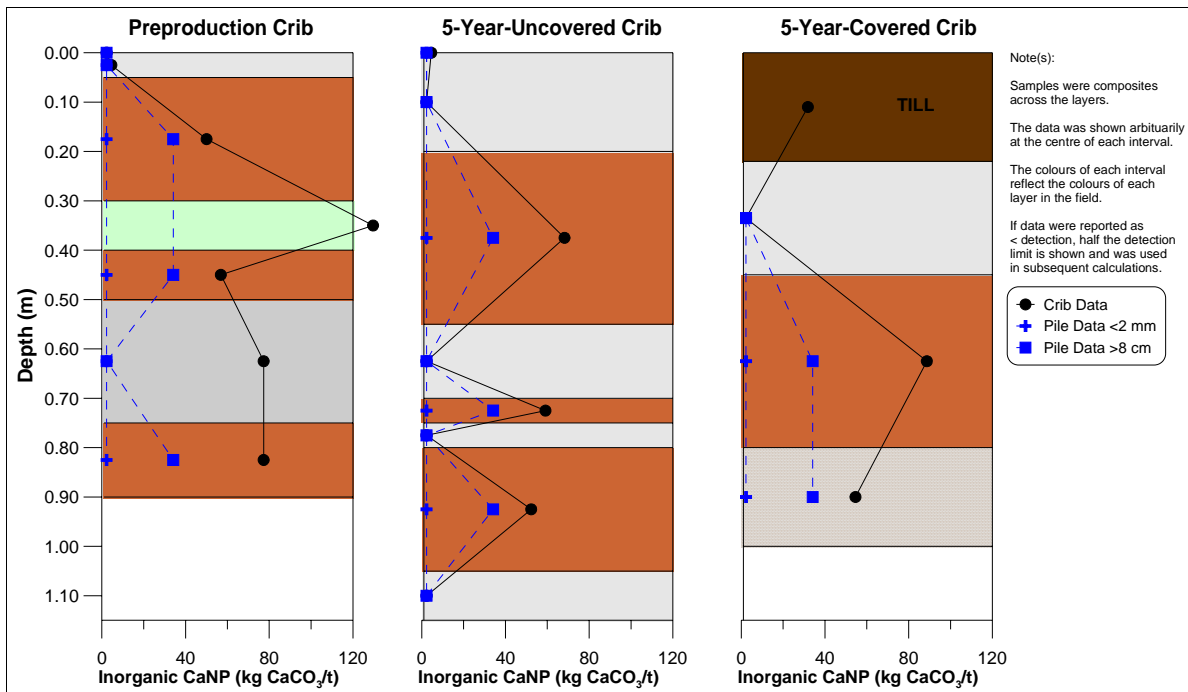 Preproduction Crib
5-Year-Uncovered Crib
5-Year-Covered Crib
Depth (m)
0.00
0.10
0.20
0.30
0.40
0.50
0.60
0.70
0.80
0.90
1.00
1.10
TILL
0 40 80 120
0 40 80 120
0 40 80 120
Inorganic CaNP (kg CaCO3/t)
Inorganic CaNP (kg CaCO3/t)
Inorganic CaNP (kg CaCO3/t)
Note(s):
Samples were composites
across the layers.
The data was shown arbituarily
at the centre of each interval.
The colours of each interval
reflect the colours of each
layer in the field.
If data were reported as
< detection, half the detection
limit is shown and was used
in subsequent calculations.
Crib Data
Pile Data <2 mm
Pile Data >8 cm